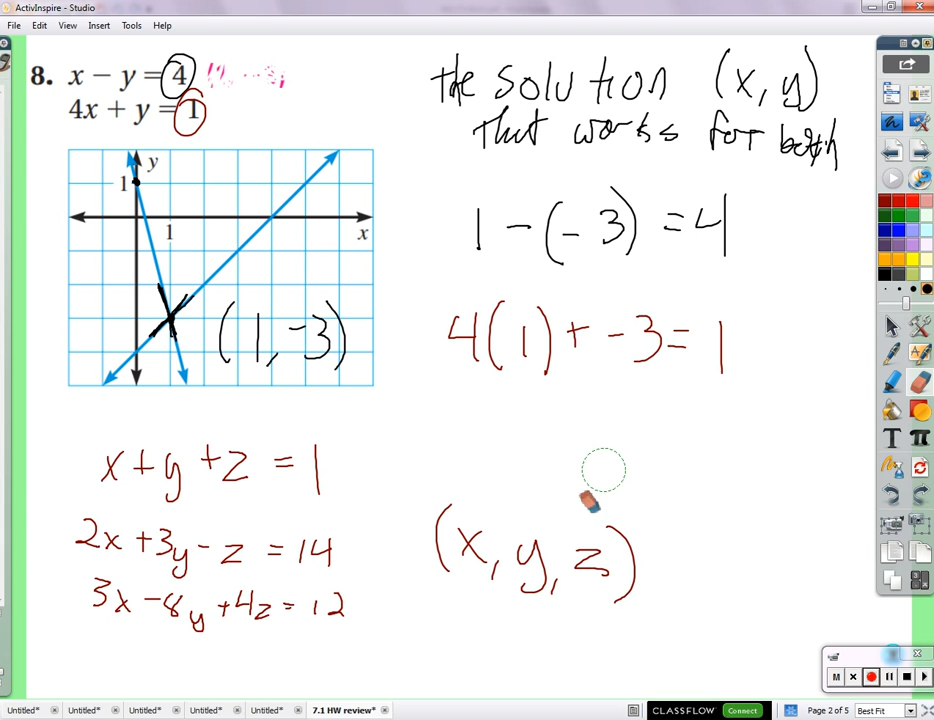 ActivInspire - Studio
File Edit View Insert Tools Help
8. x − y = 4
4x + y = 1
the solution (x, y)
that works for both
y
1
1
x
(1, -3)
1 - (-3) = 4
4(1) + -3 = 1
x + y + z = 1
2x + 3y - z = 14
3x - 8y + 4z = 12
(x, y, z)
Untitled* Untitled* Untitled* Untitled* Untitled* 7.1 HW review*
CLASSFLOW Connect
Page 2 of 5 Best Fit
M